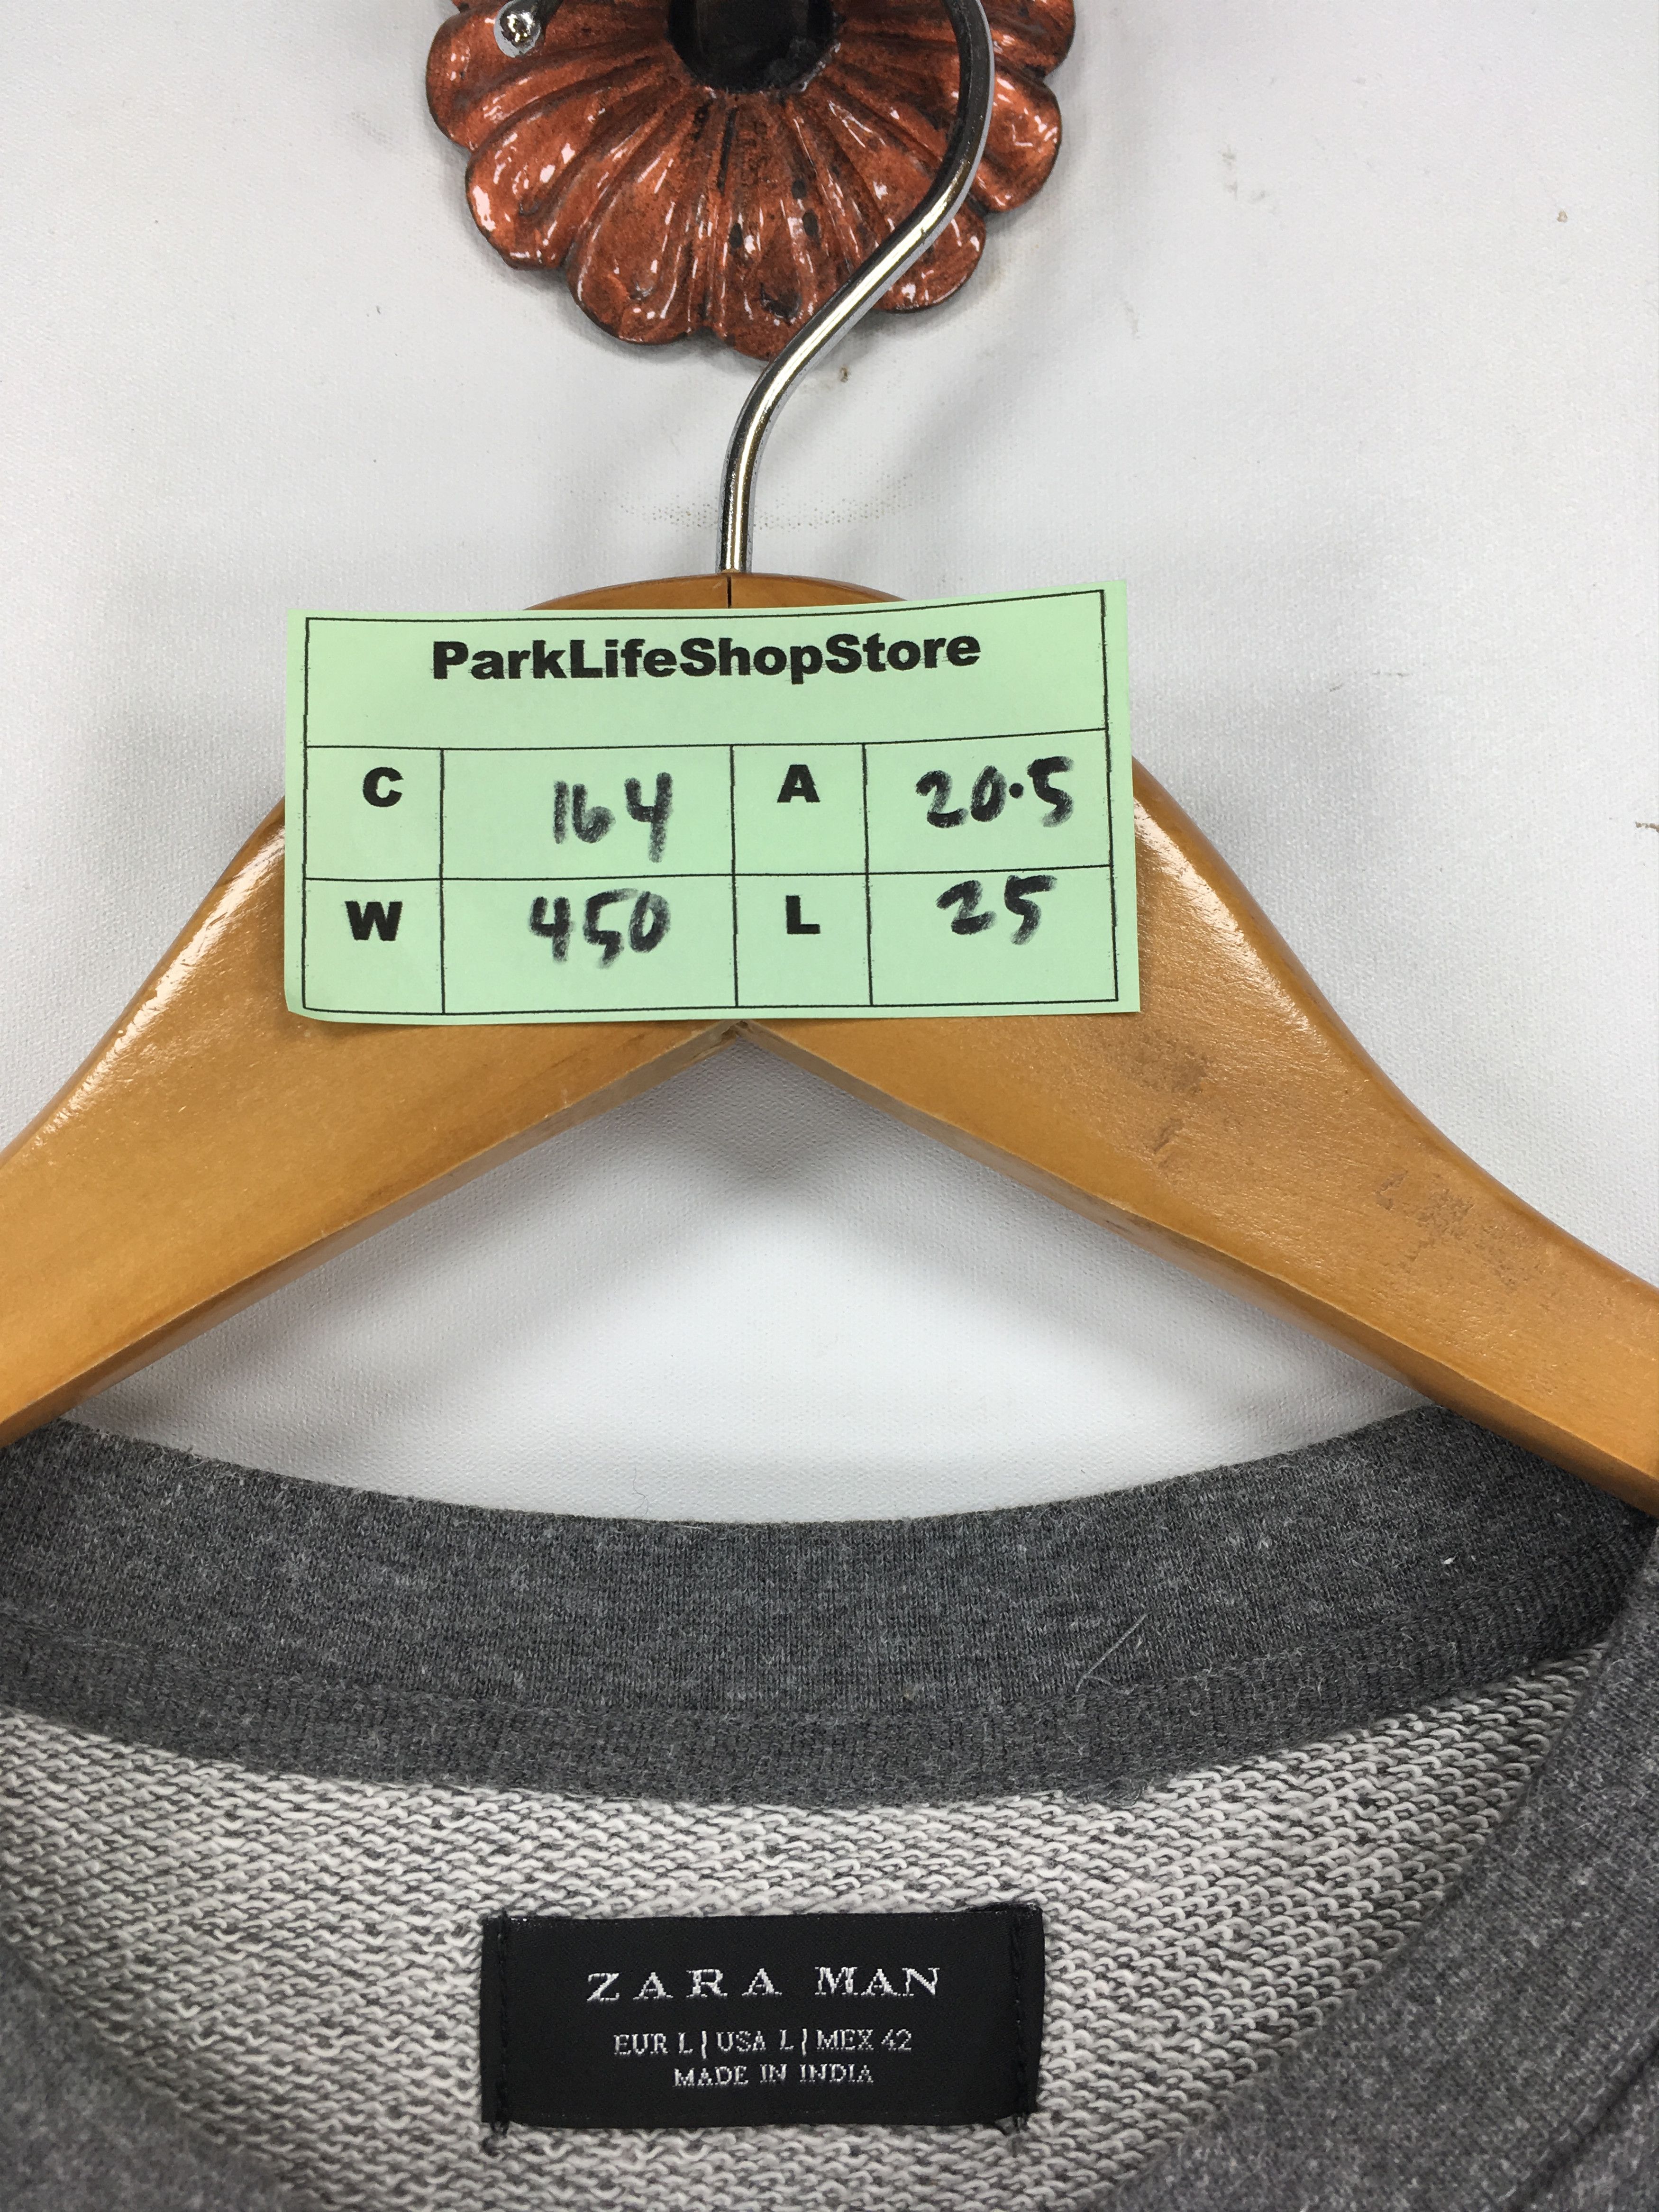 ParkLifeShopStore
C 164 A 20.5
W 450 L 25
ZARA MAN
EUR L | USA L | MEX 42
MADE IN INDIA